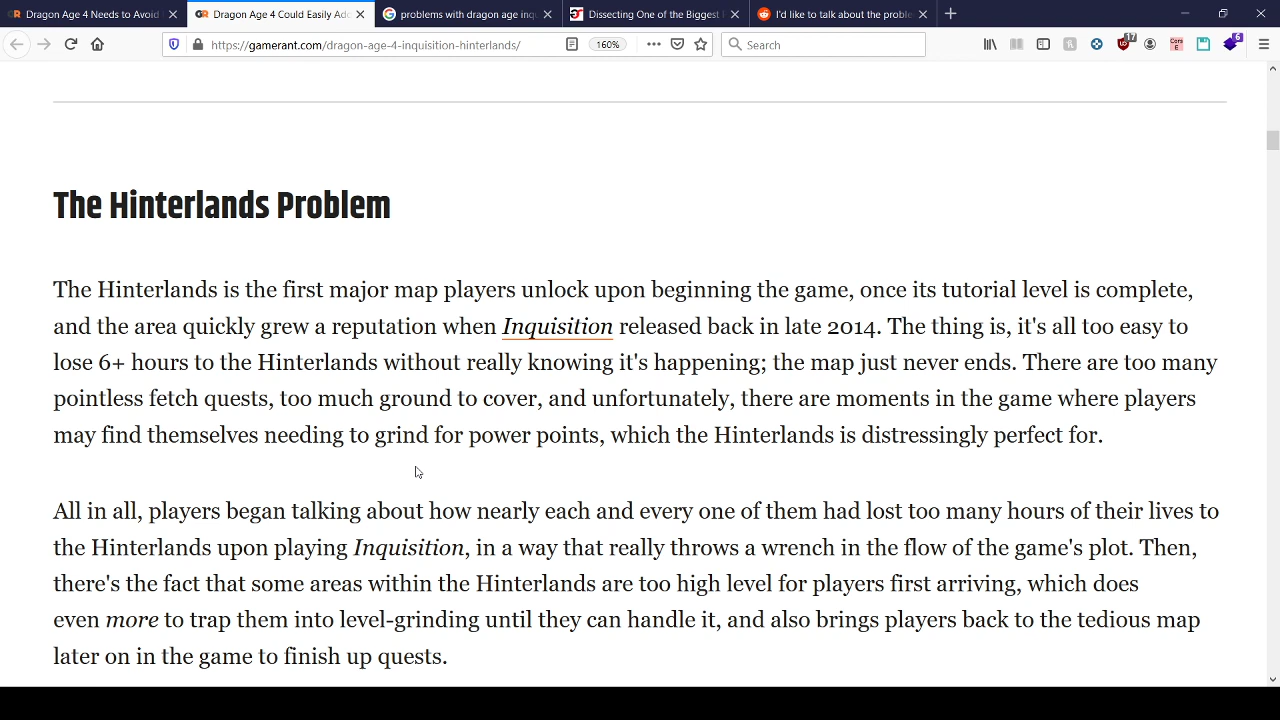 Dragon Age 4 Needs to Avoid
Dragon Age 4 Could Easily Ado
problems with dragon age inq
Dissecting One of the Biggest
I'd like to talk about the proble
https://gamerant.com/dragon-age-4-inquisition-hinterlands/
160%
Search
17
6
The Hinterlands Problem
The Hinterlands is the first major map players unlock upon beginning the game, once its tutorial level is complete,
and the area quickly grew a reputation when Inquisition released back in late 2014. The thing is, it's all too easy to
lose 6+ hours to the Hinterlands without really knowing it's happening; the map just never ends. There are too many
pointless fetch quests, too much ground to cover, and unfortunately, there are moments in the game where players
may find themselves needing to grind for power points, which the Hinterlands is distressingly perfect for.
All in all, players began talking about how nearly each and every one of them had lost too many hours of their lives to
the Hinterlands upon playing Inquisition, in a way that really throws a wrench in the flow of the game's plot. Then,
there's the fact that some areas within the Hinterlands are too high level for players first arriving, which does
even more to trap them into level-grinding until they can handle it, and also brings players back to the tedious map
later on in the game to finish up quests.